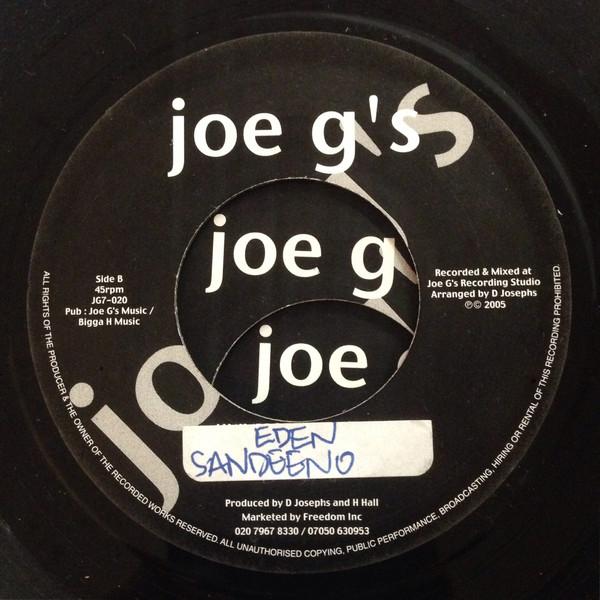 joe g's
joe g
joe
Side B
45rpm
JG7-020
Pub : Joe G's Music /
Bigga H Music
Recorded & Mixed at
Joe G's Recording Studio
Arranged by D Josephs
℗© 2005
EDEN
SANDEENO
Produced by D Josephs and H Hall
Marketed by Freedom Inc
020 7967 8330 / 07050 630953
ALL RIGHTS OF THE PRODUCER & THE OWNER OF THE RECORDED WORKS RESERVED. ALL UNAUTHORISED COPYING, PUBLIC PERFORMANCE, BROADCASTING, HIRING OR RENTAL OF THIS RECORDING PROHIBITED.